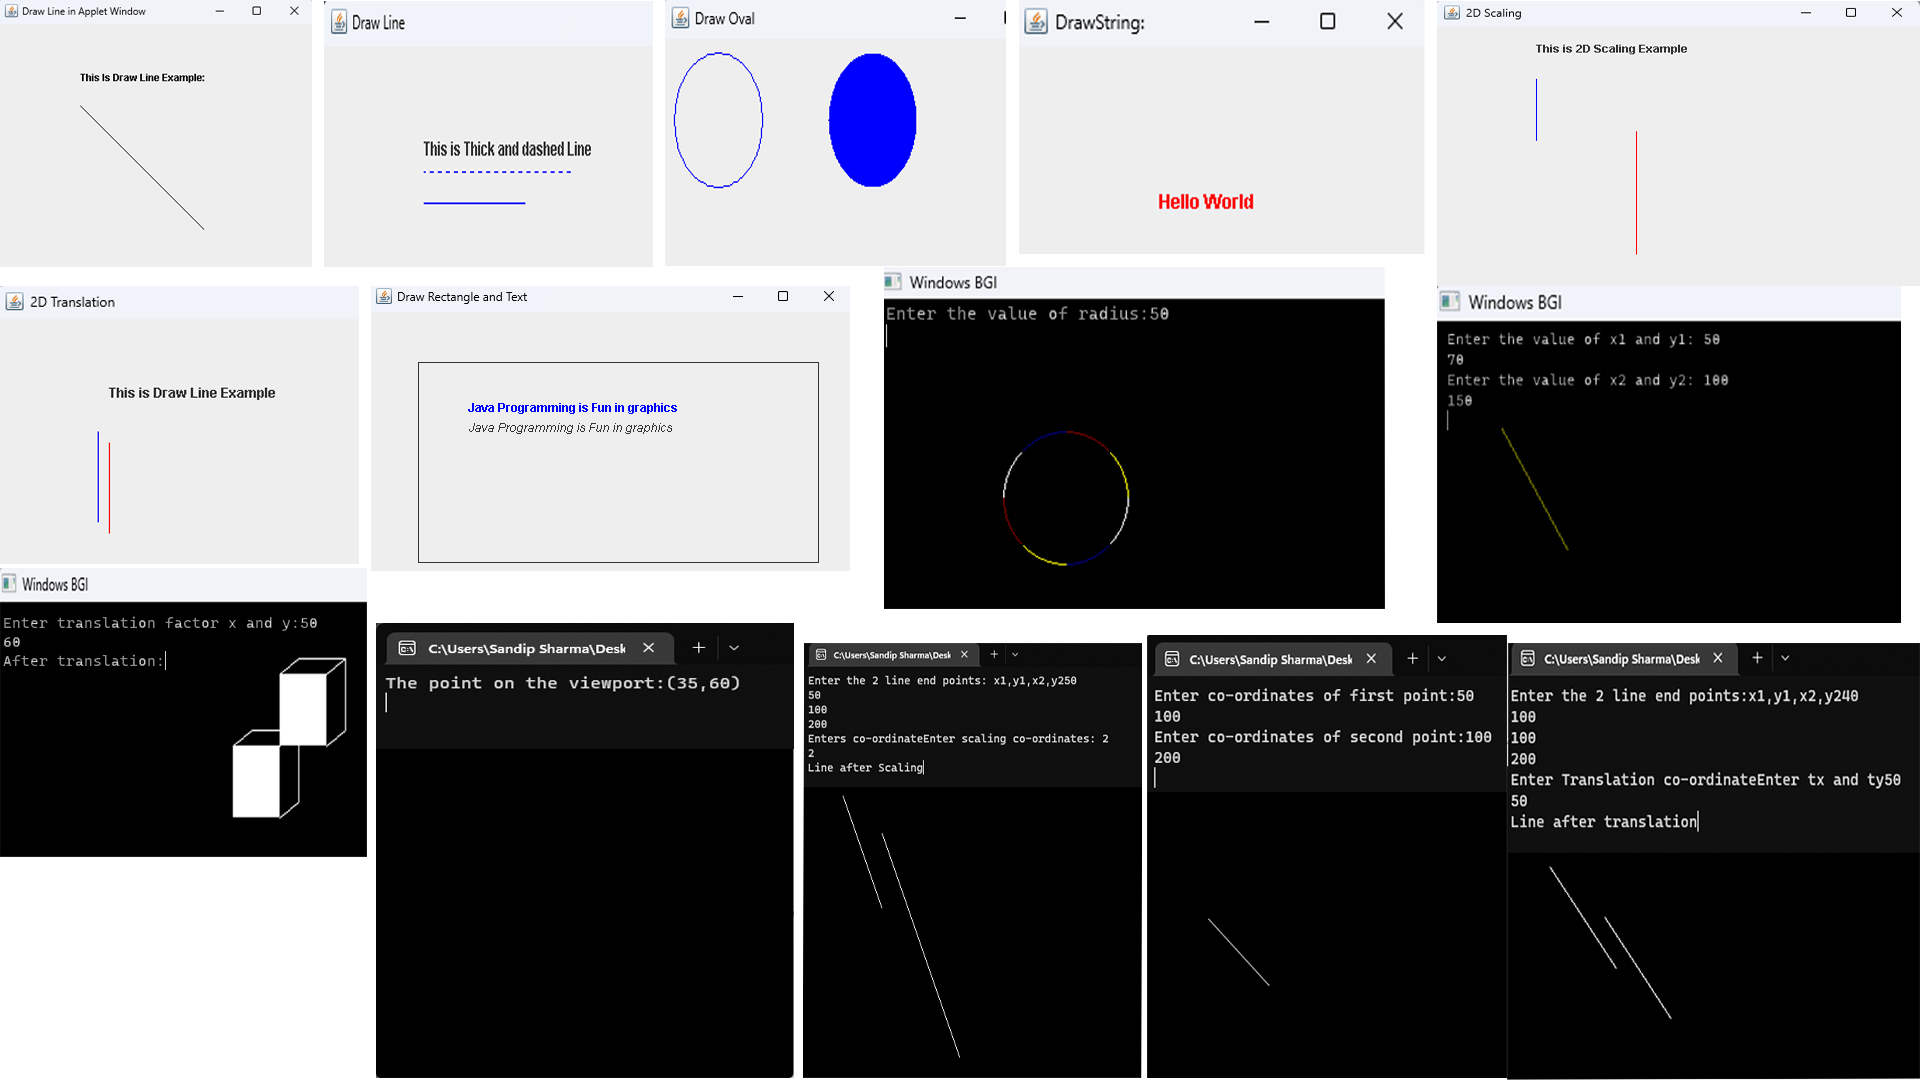 Draw Line in Applet Window
This Is Draw Line Example:
Draw Line
This is Thick and dashed Line
Draw Oval
DrawString:
Hello World
2D Scaling
This is 2D Scaling Example
2D Translation
This is Draw Line Example
Draw Rectangle and Text
Java Programming is Fun in graphics
Java Programming is Fun in graphics
Windows BGI
Enter the value of radius:50
Windows BGI
Enter the value of x1 and y1: 50
70
Enter the value of x2 and y2: 100
150
Windows BGI
Enter translation factor x and y:50
60
After translation:
C:\Users\Sandip Sharma\Desk
The point on the viewport:(35,60)
C:\Users\Sandip Sharma\Desk
Enter the 2 line end points: x1,y1,x2,y250
50
100
200
Enters co-ordinateEnter scaling co-ordinates: 2
2
Line after Scaling
C:\Users\Sandip Sharma\Desk
Enter co-ordinates of first point:50
100
Enter co-ordinates of second point:100
200
C:\Users\Sandip Sharma\Desk
Enter the 2 line end points:x1,y1,x2,y240
100
100
200
Enter Translation co-ordinateEnter tx and ty50
50
Line after translation